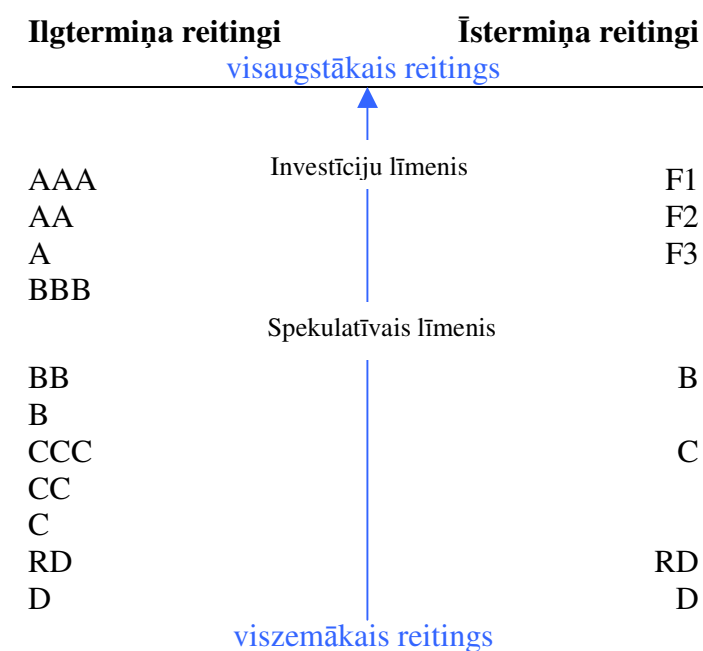 Ilgtermiņa reitingi Īstermiņa reitingi
visaugstākais reitings
Investīciju līmenis
AAA F1
AA F2
A F3
BBB
Spekulatīvais līmenis
BB B
B
CCC C
CC
C
RD RD
D D
viszemākais reitings